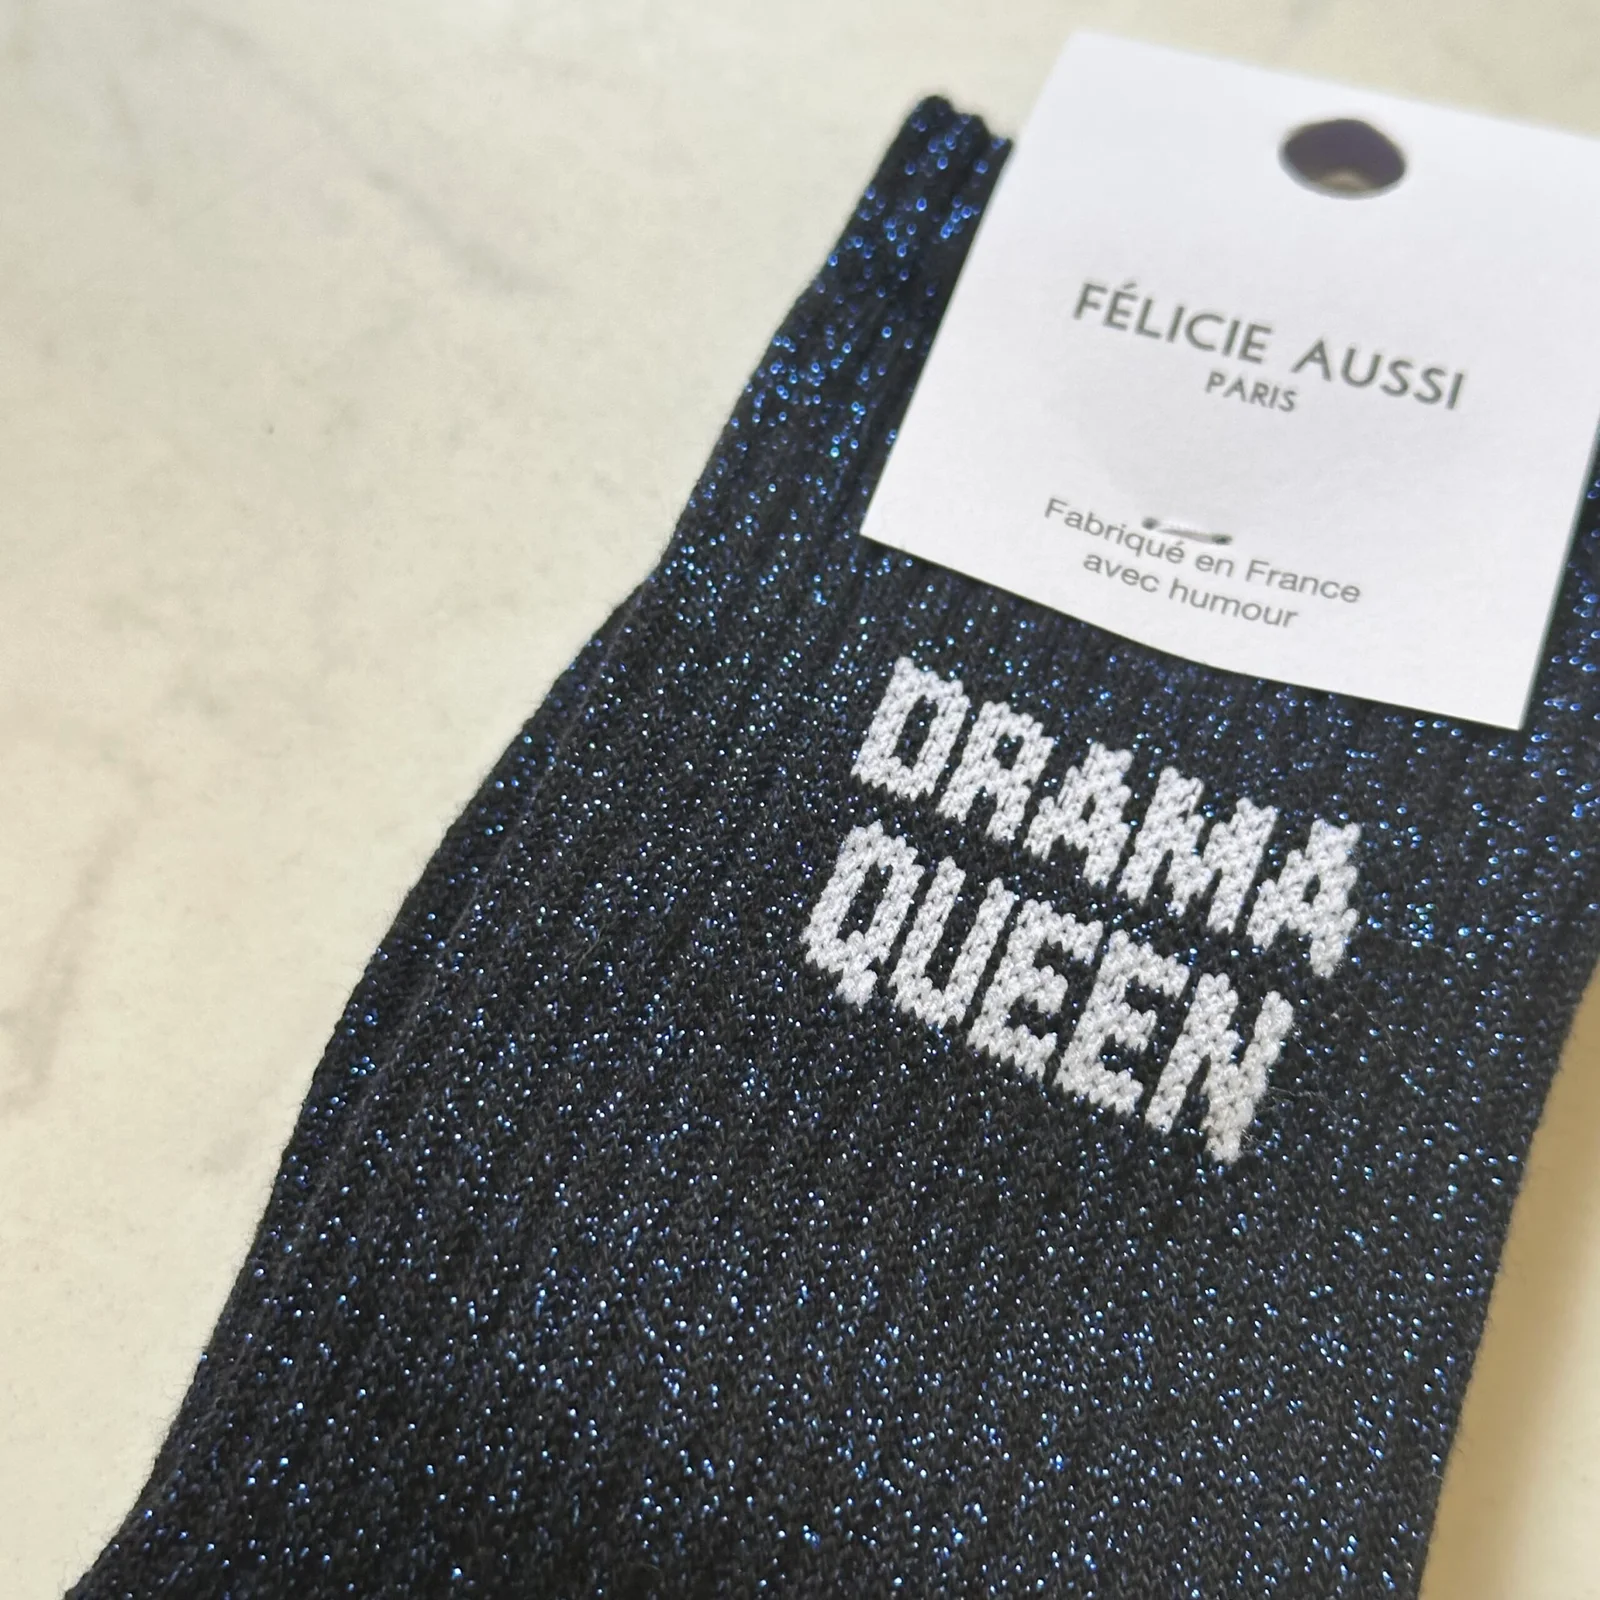 FÉLICIE AUSSI
PARIS
Fabriqué en France
avec humour
DRAMA
QUEEN